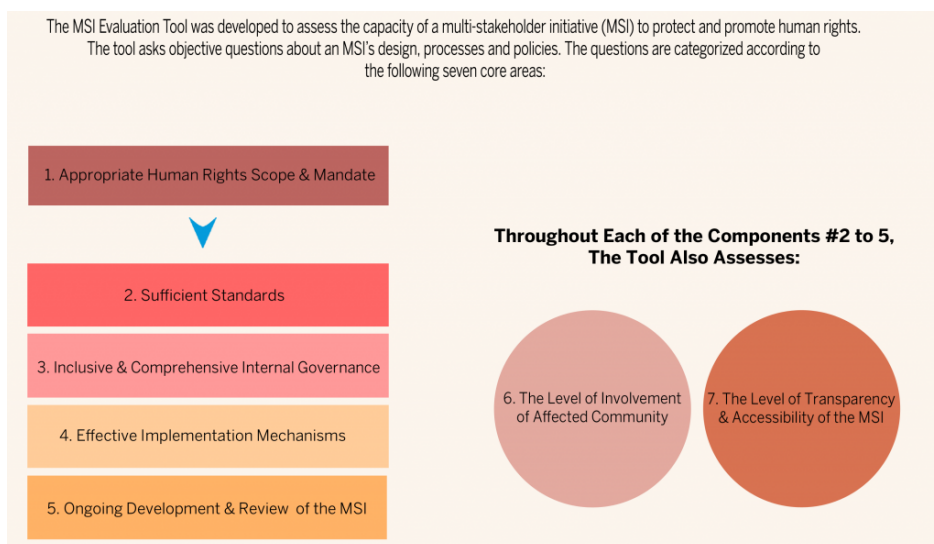 The MSI Evaluation Tool was developed to assess the capacity of a multi-stakeholder initiative (MSI) to protect and promote human rights.
The tool asks objective questions about an MSI's design, processes and policies. The questions are categorized according to
the following seven core areas:
1. Appropriate Human Rights Scope & Mandate
2. Sufficient Standards
3. Inclusive & Comprehensive Internal Governance
4. Effective Implementation Mechanisms
5. Ongoing Development & Review of the MSI
Throughout Each of the Components #2 to 5,
The Tool Also Assesses:
6. The Level of Involvement
of Affected Community
7. The Level of Transparency
& Accessibility of the MSI